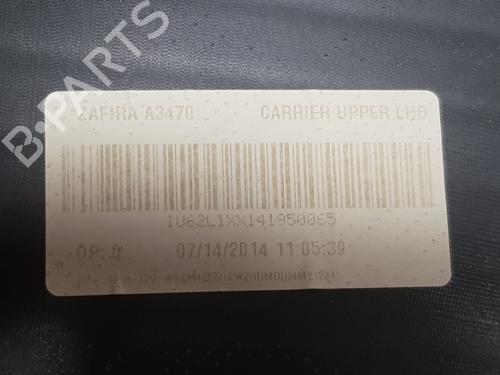 B-PARTS
ZAFIRA A3470 CARRIER UPPER LHD
IU62L1XX141950065
OP: 0 07/14/2014 11:05:39